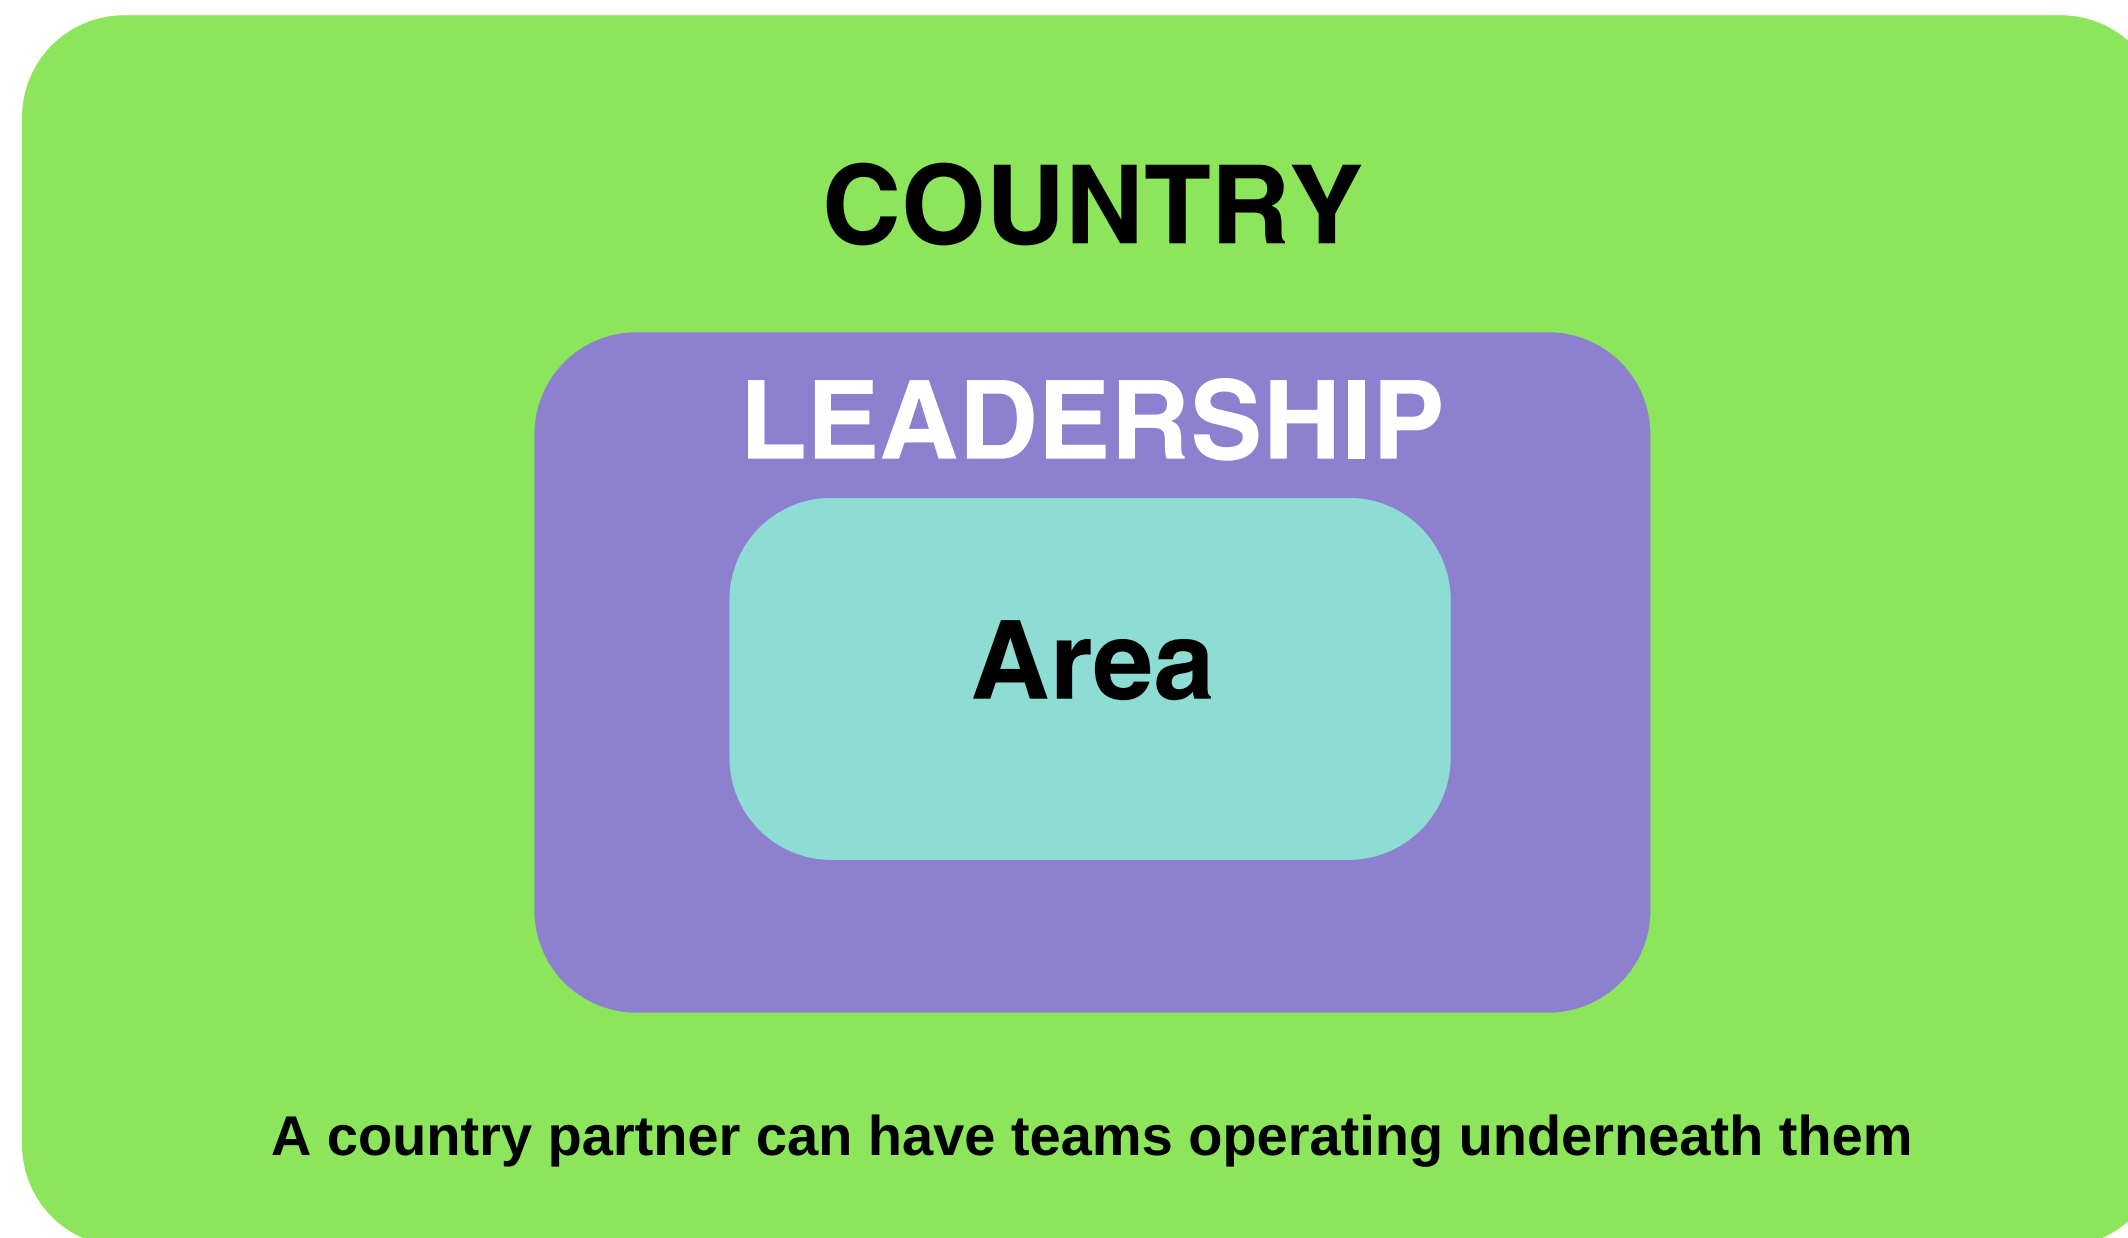 COUNTRY
LEADERSHIP
Area
A country partner can have teams operating underneath them